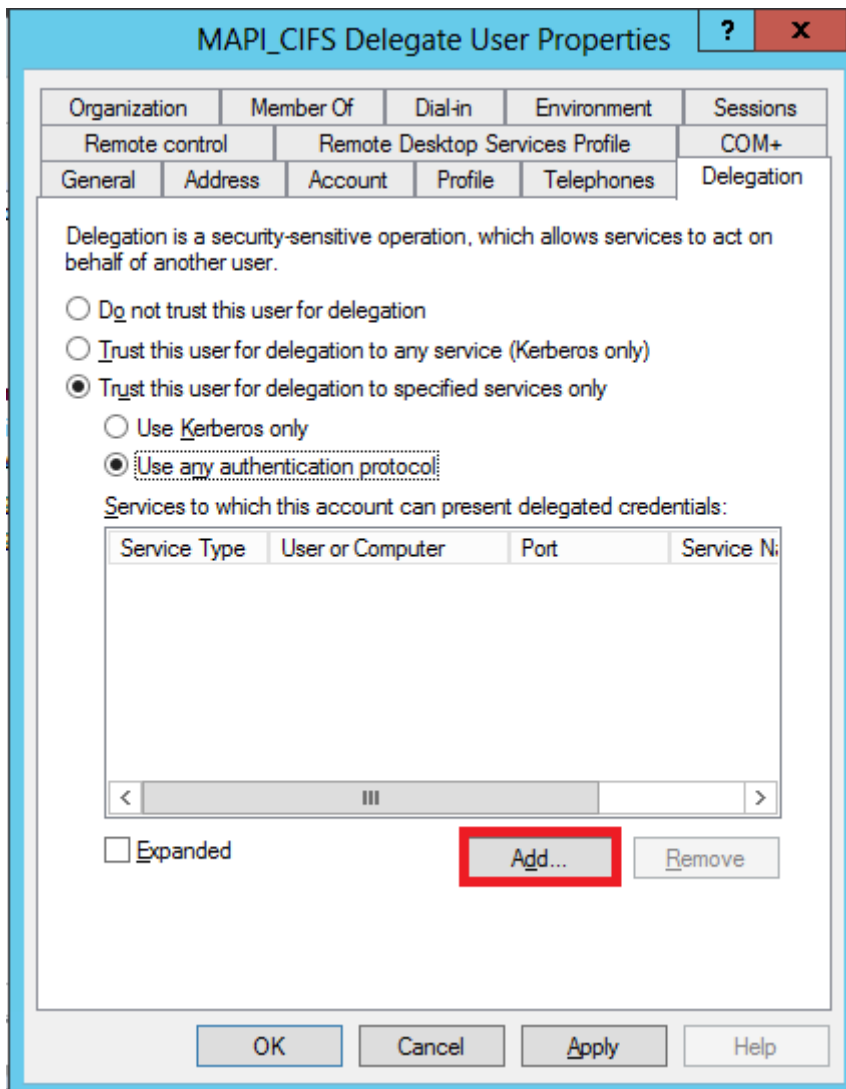 MAPI_CIFS Delegate User Properties ? x
Organization Member Of Dial-in Environment Sessions
Remote control Remote Desktop Services Profile COM+
General Address Account Profile Telephones Delegation
Delegation is a security-sensitive operation, which allows services to act on
behalf of another user.
Do not trust this user for delegation
Trust this user for delegation to any service (Kerberos only)
Trust this user for delegation to specified services only
Use Kerberos only
Use any authentication protocol
Services to which this account can present delegated credentials:
Service Type User or Computer Port Service Na
Expanded Add... Remove
OK Cancel Apply Help